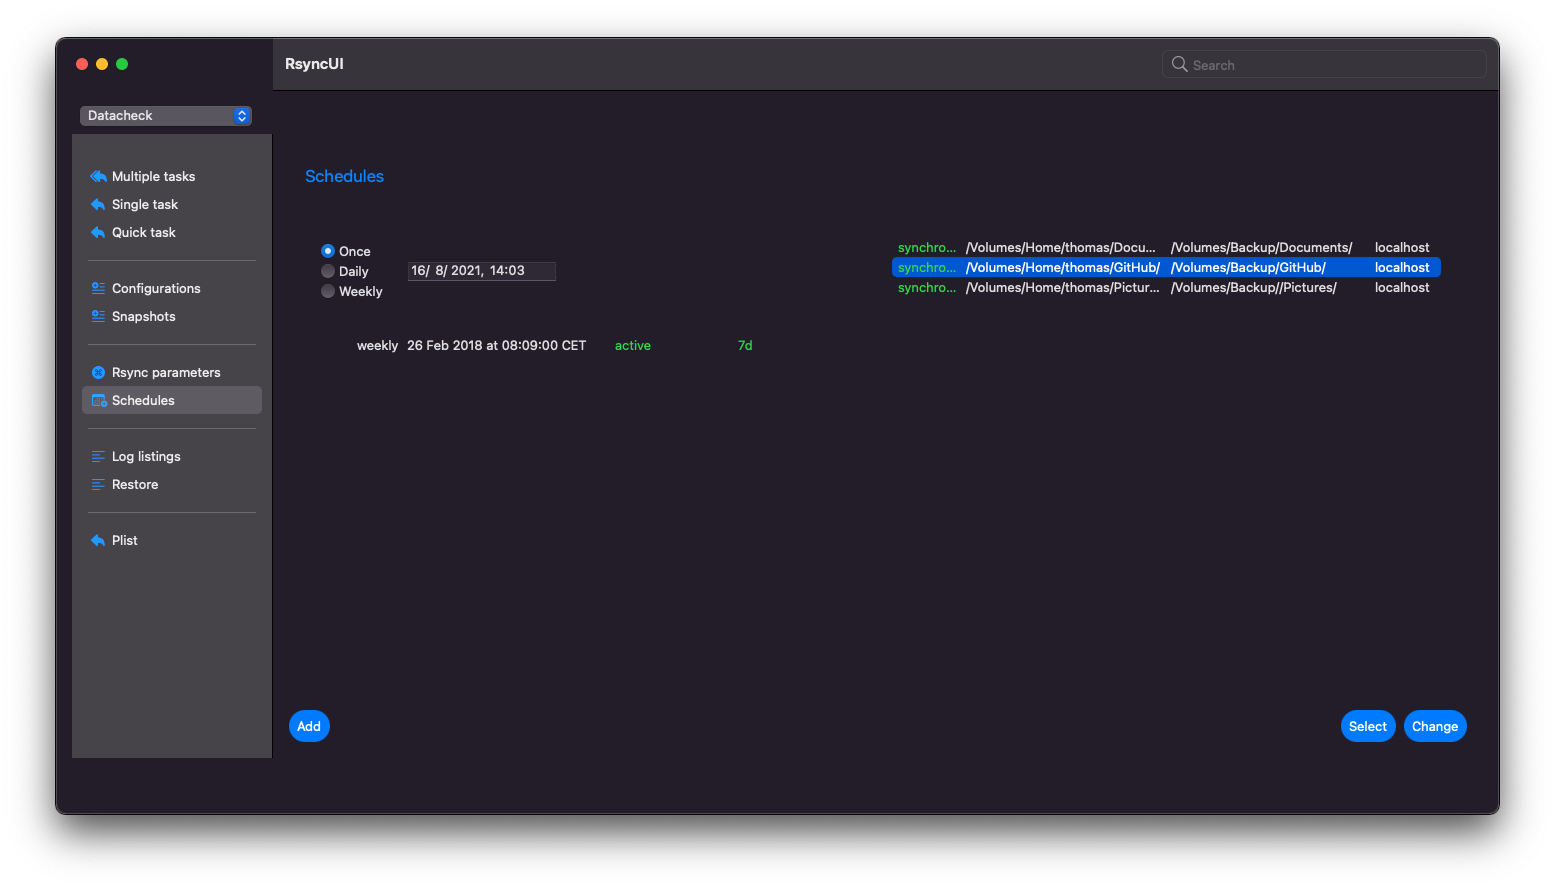 RsyncUI
Search
Datacheck
Multiple tasks
Single task
Quick task
Configurations
Snapshots
Rsync parameters
Schedules
Log listings
Restore
Plist
Schedules
Once
Daily
Weekly
16/ 8/ 2021, 14:03
synchro... /Volumes/Home/thomas/Docu... /Volumes/Backup/Documents/ localhost
synchro... /Volumes/Home/thomas/GitHub/ /Volumes/Backup/GitHub/ localhost
synchro... /Volumes/Home/thomas/Pictur... /Volumes/Backup//Pictures/ localhost
weekly 26 Feb 2018 at 08:09:00 CET active 7d
Add
Select
Change